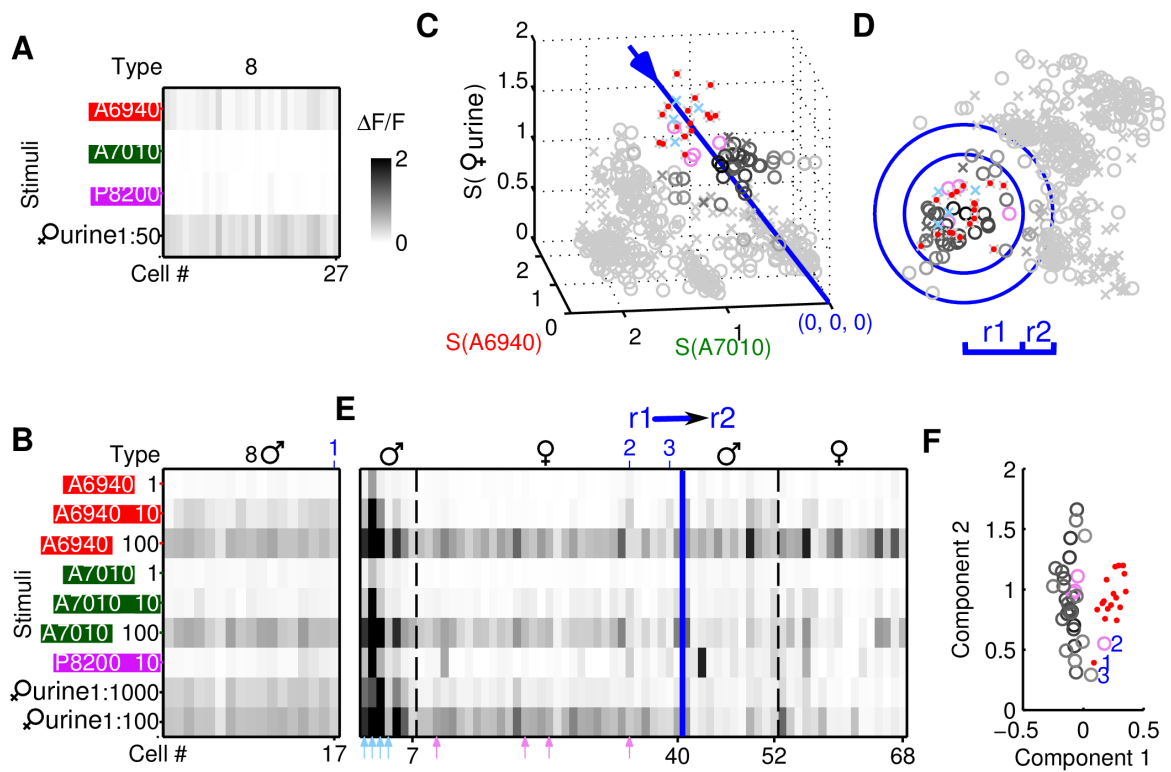 A
Type 8
Stimuli
A6940
A7010
P8200
♀urine1:50
Cell # 27
ΔF/F
2
0
C
2
1.5
1
0.5
0
S(♀urine)
2
1
0
S(A6940)
2
1
S(A7010)
(0, 0, 0)
D
r1 r2
B
Type 8♂ 1
Stimuli
A6940 1
A6940 10
A6940 100
A7010 1
A7010 10
A7010 100
P8200 10
♀urine1:1000
♀urine1:100
Cell # 17
E
r1 r2
♂ ♀ 2 3 ♂ ♀
7 40 52 68
F
2
1.5
1
0.5
0
Component 2
2
1
3
−0.5 0 0.5
Component 1